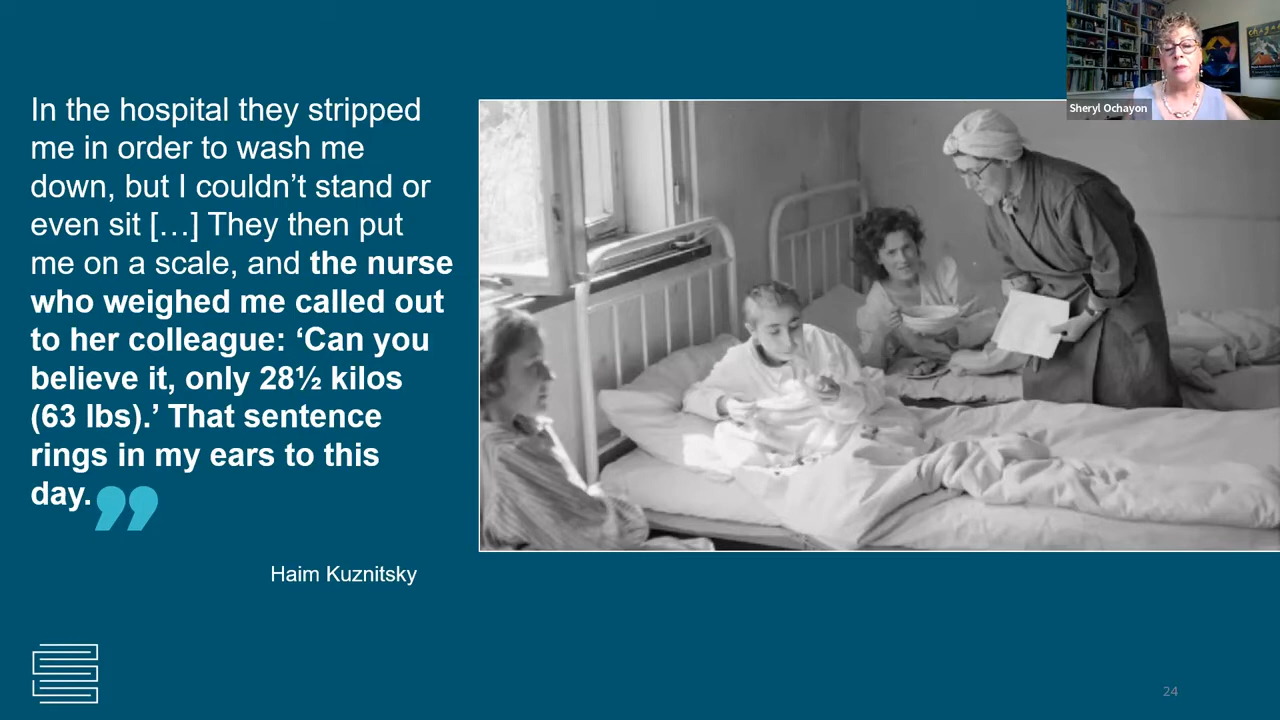 Sheryl Ochayon
In the hospital they stripped
me in order to wash me
down, but I couldn’t stand or
even sit […] They then put
me on a scale, and the nurse
who weighed me called out
to her colleague: ‘Can you
believe it, only 28½ kilos
(63 lbs).’ That sentence
rings in my ears to this
day.”
Haim Kuznitsky
24